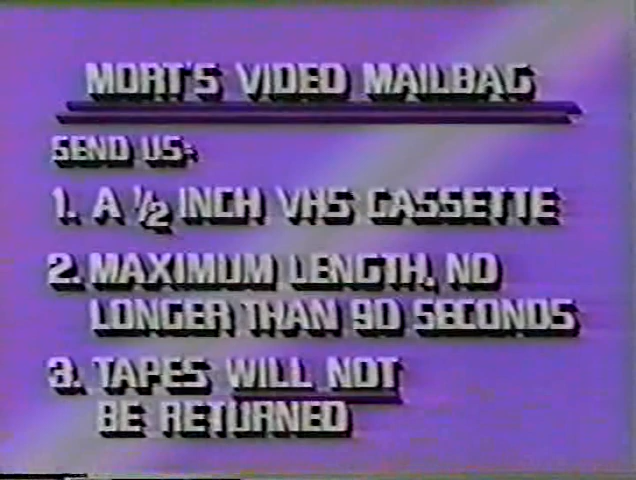 MORT'S VIDEO MAILBAG
SEND US:
1. A 1/2 INCH VHS CASSETTE
2. MAXIMUM LENGTH, NO
LONGER THAN 90 SECONDS
3. TAPES WILL NOT
BE RETURNED